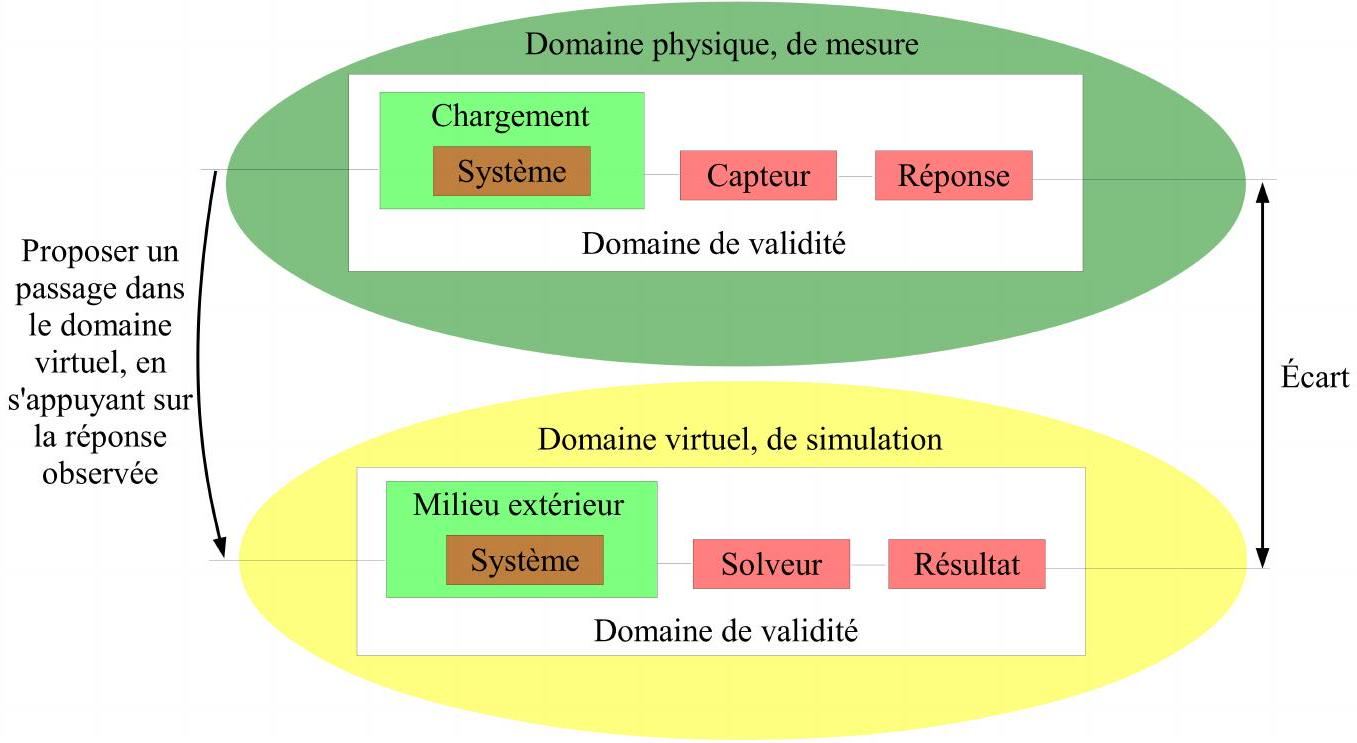 Domaine physique, de mesure
Chargement
Système
Capteur
Réponse
Domaine de validité
Proposer un
passage dans
le domaine
virtuel, en
s'appuyant sur
la réponse
observée
Écart
Domaine virtuel, de simulation
Milieu extérieur
Système
Solveur
Résultat
Domaine de validité